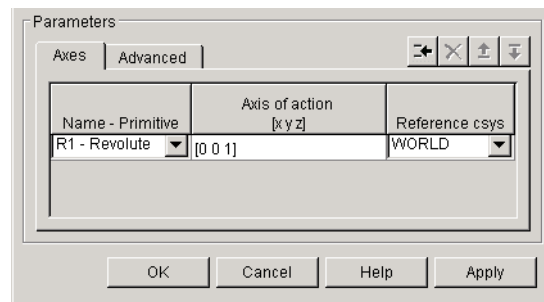 Parameters
Axes Advanced
Axis of action
Name - Primitive [x y z] Reference csys
R1 - Revolute [0 0 1] WORLD
OK Cancel Help Apply